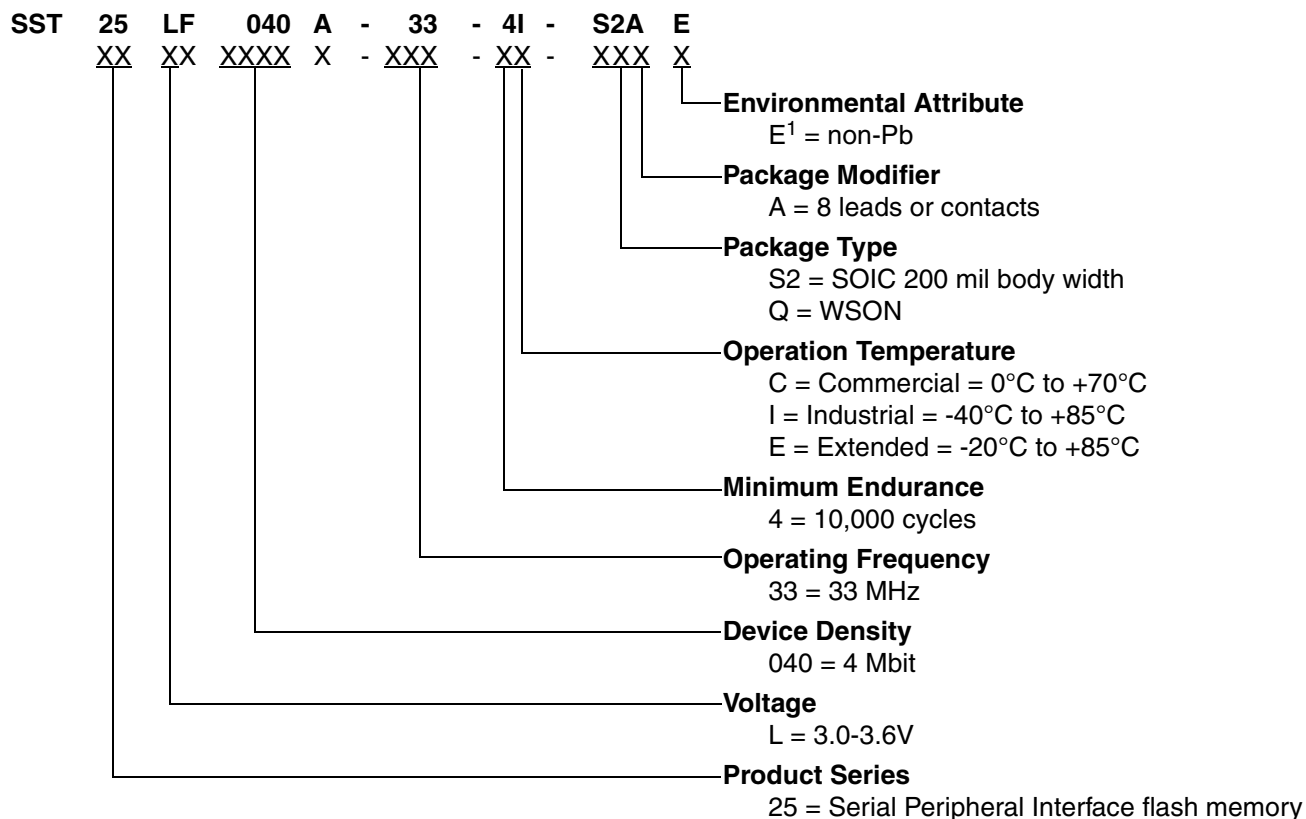 SST 25 LF 040 A - 33 - 4I - S2A E
XX XX XXXX X - XXX - XX - XXX X
Environmental Attribute
E1 = non-Pb
Package Modifier
A = 8 leads or contacts
Package Type
S2 = SOIC 200 mil body width
Q = WSON
Operation Temperature
C = Commercial = 0°C to +70°C
I = Industrial = -40°C to +85°C
E = Extended = -20°C to +85°C
Minimum Endurance
4 = 10,000 cycles
Operating Frequency
33 = 33 MHz
Device Density
040 = 4 Mbit
Voltage
L = 3.0-3.6V
Product Series
25 = Serial Peripheral Interface flash memory